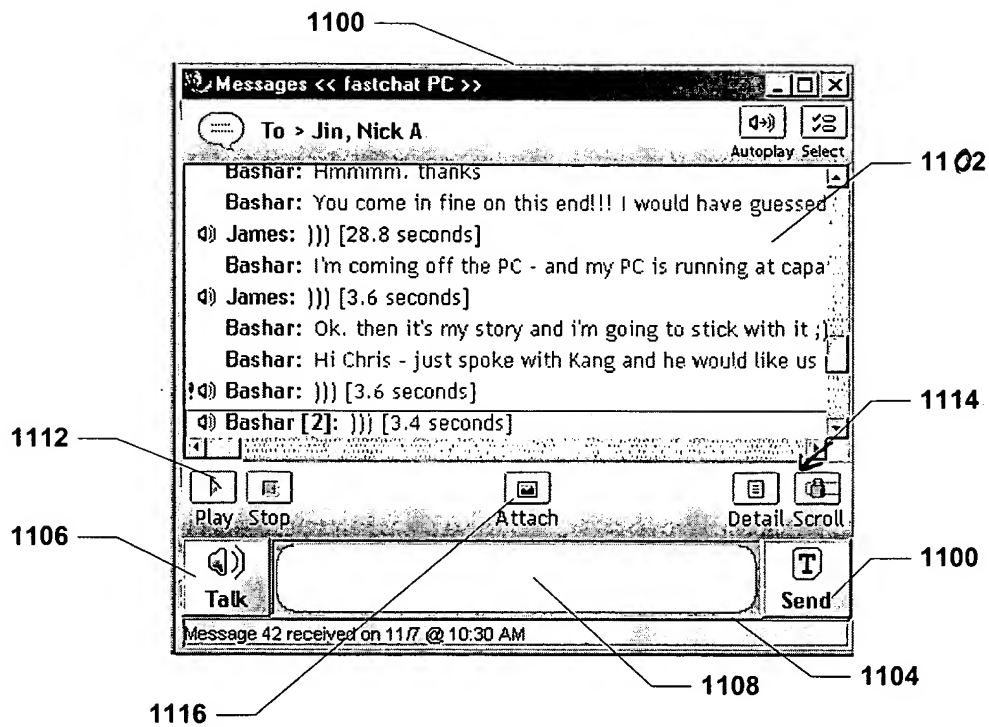 1100
Messages << fastchat PC >>
To > Jin, Nick A
Autoplay Select
1102
Bashar: Hmmmm. thanks
Bashar: You come in fine on this end!!! I would have guessed
James: ))) [28.8 seconds]
Bashar: I'm coming off the PC - and my PC is running at capa
James: ))) [3.6 seconds]
Bashar: Ok. then it's my story and i'm going to stick with it ;)
Bashar: Hi Chris - just spoke with Kang and he would like us
! Bashar: ))) [3.6 seconds]
Bashar [2]: ))) [3.4 seconds]
1114
1112
Play Stop Attach Detail Scroll
1106
Talk
T
Send
1100
Message 42 received on 11/7 @ 10:30 AM
1104
1108
1116